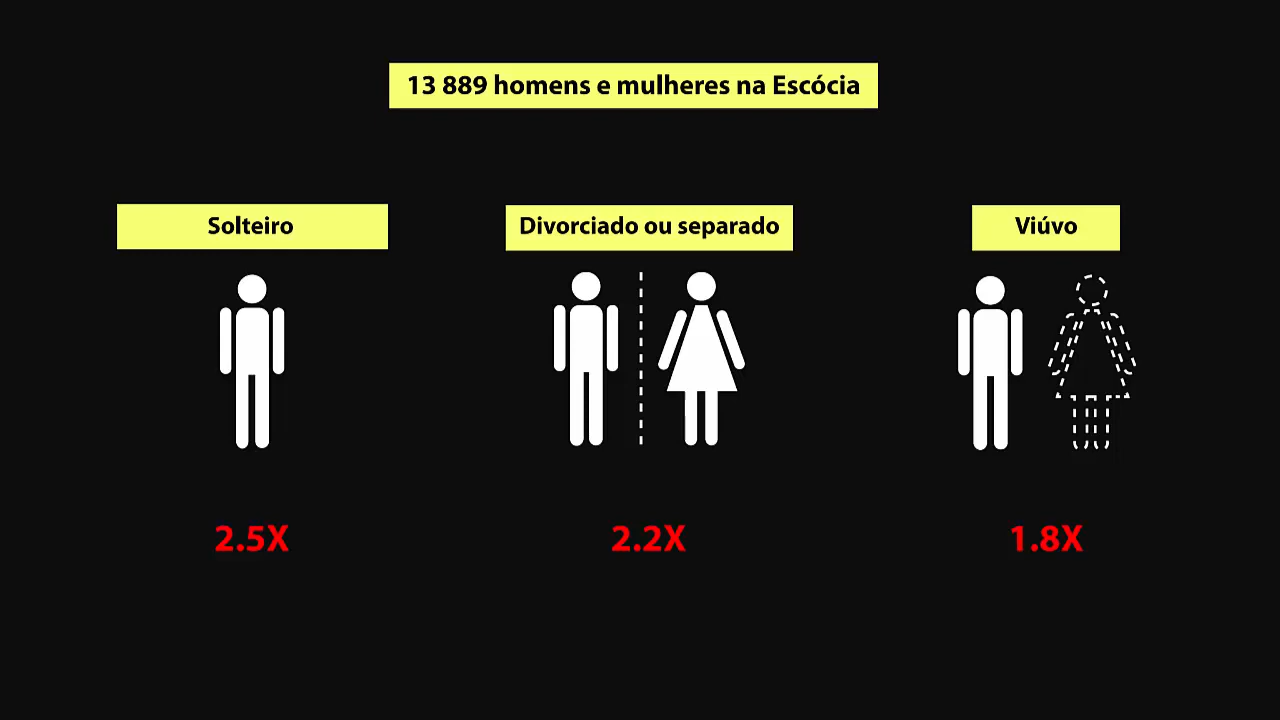 13 889 homens e mulheres na Escócia
Solteiro
Divorciado ou separado
Viúvo
2.5X
2.2X
1.8X